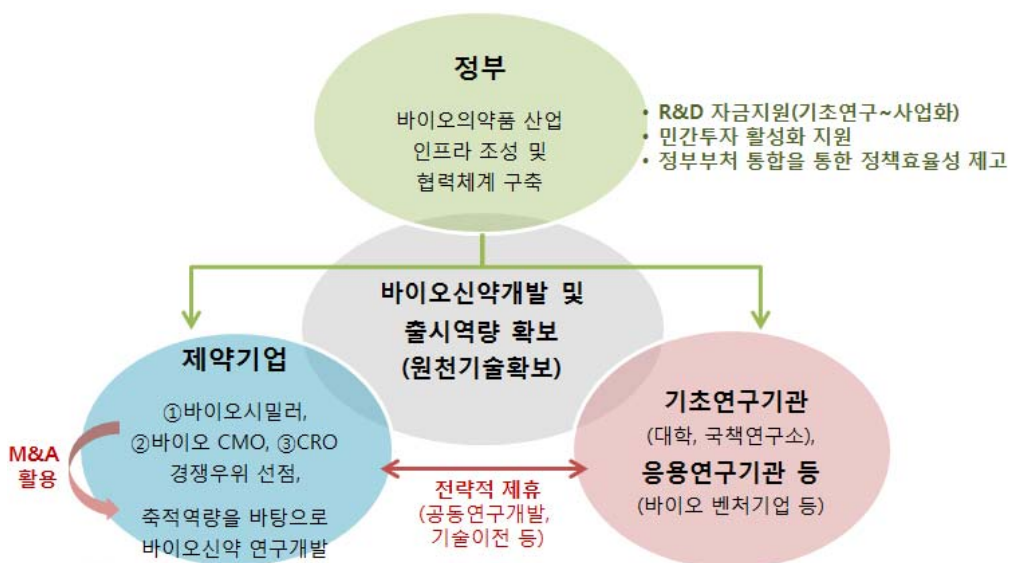 정부
바이오의약품 산업
인프라 조성 및
협력체계 구축
• R&D 자금지원(기초연구~사업화)
• 민간투자 활성화 지원
• 정부부처 통합을 통한 정책효율성 제고
바이오신약개발 및
출시역량 확보
(원천기술확보)
제약기업
①바이오시밀러,
②바이오 CMO, ③CRO
경쟁우위 선점,
축적역량을 바탕으로
바이오신약 연구개발
M&A
활용
전략적 제휴
(공동연구개발,
기술이전 등)
기초연구기관
(대학, 국책연구소),
응용연구기관 등
(바이오 벤처기업 등)